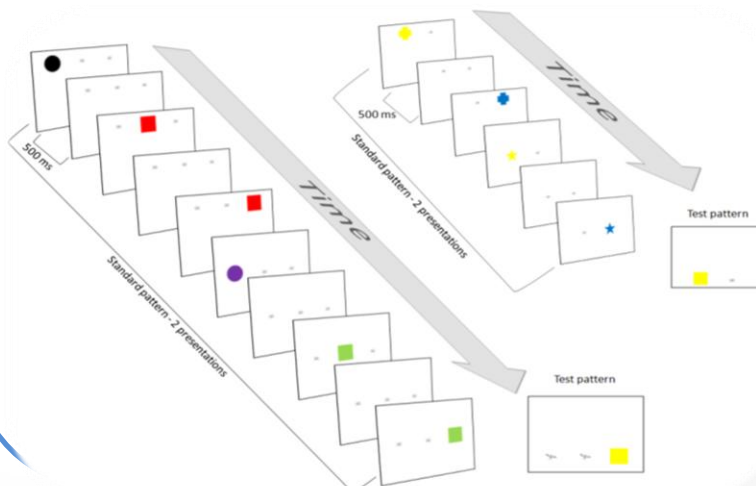 500 ms
Time
Standard pattern - 2 presentations
Test pattern
500 ms
Time
Standard pattern - 2 presentations
Test pattern